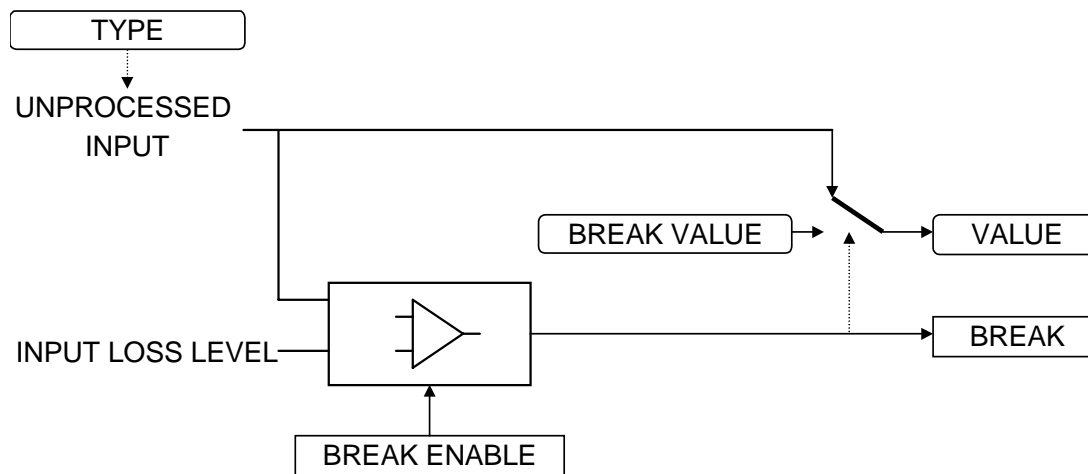 TYPE
UNPROCESSED
INPUT
BREAK VALUE
VALUE
INPUT LOSS LEVEL
BREAK
BREAK ENABLE